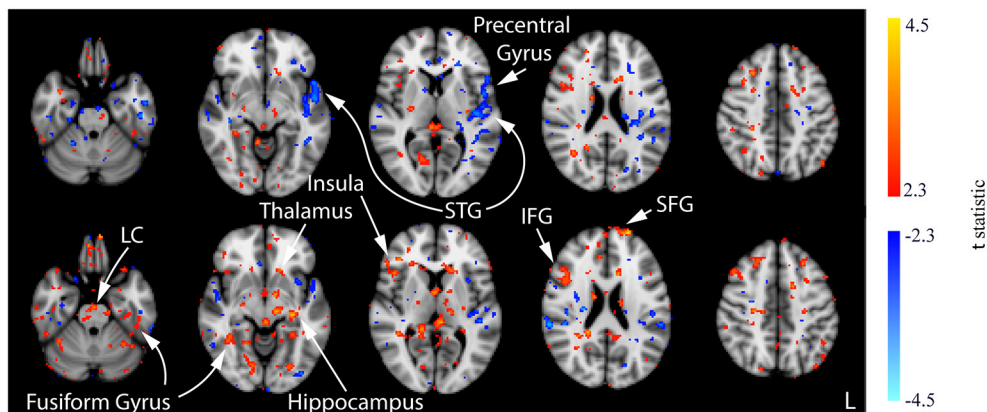 Precentral
Gyrus
4.5
2.3
-2.3
-4.5
t statistic
Insula
Thalamus
STG
IFG
SFG
LC
Fusiform Gyrus
Hippocampus
L